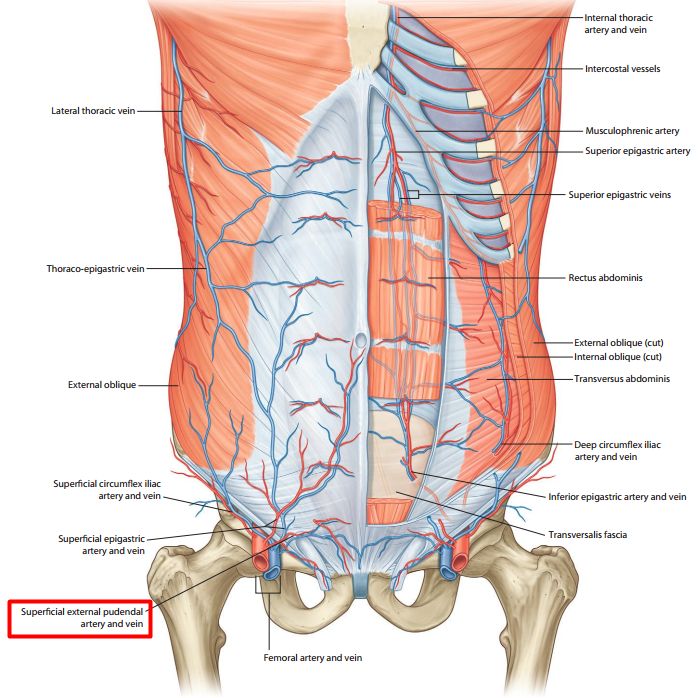 Internal thoracic
artery and vein
Intercostal vessels
Lateral thoracic vein
Musculophrenic artery
Superior epigastric artery
Superior epigastric veins
Thoraco-epigastric vein
Rectus abdominis
External oblique (cut)
Internal oblique (cut)
External oblique
Transversus abdominis
Deep circumflex iliac
artery and vein
Superficial circumflex iliac
artery and vein
Inferior epigastric artery and vein
Superficial epigastric
artery and vein
Transversalis fascia
Superficial external pudendal
artery and vein
Femoral artery and vein